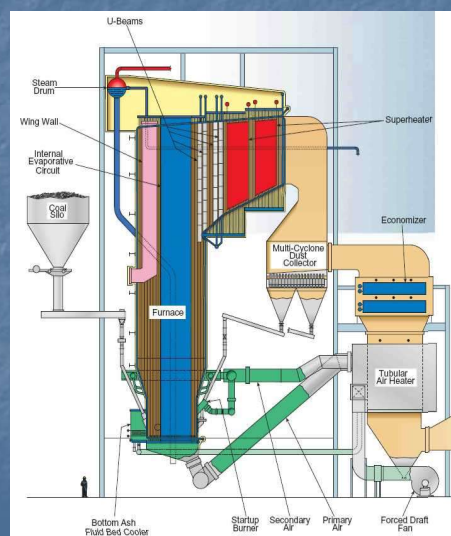 U-Beams
Steam
Drum
Wing Wall
Superheater
Internal
Evaporative
Circuit
Coal
Silo
Economizer
Multi-Cyclone
Dust
Collector
Furnace
Tubular
Air Heater
Bottom Ash
Fluid Bed Cooler
Startup
Burner
Secondary
Air
Primary
Air
Forced Draft
Fan